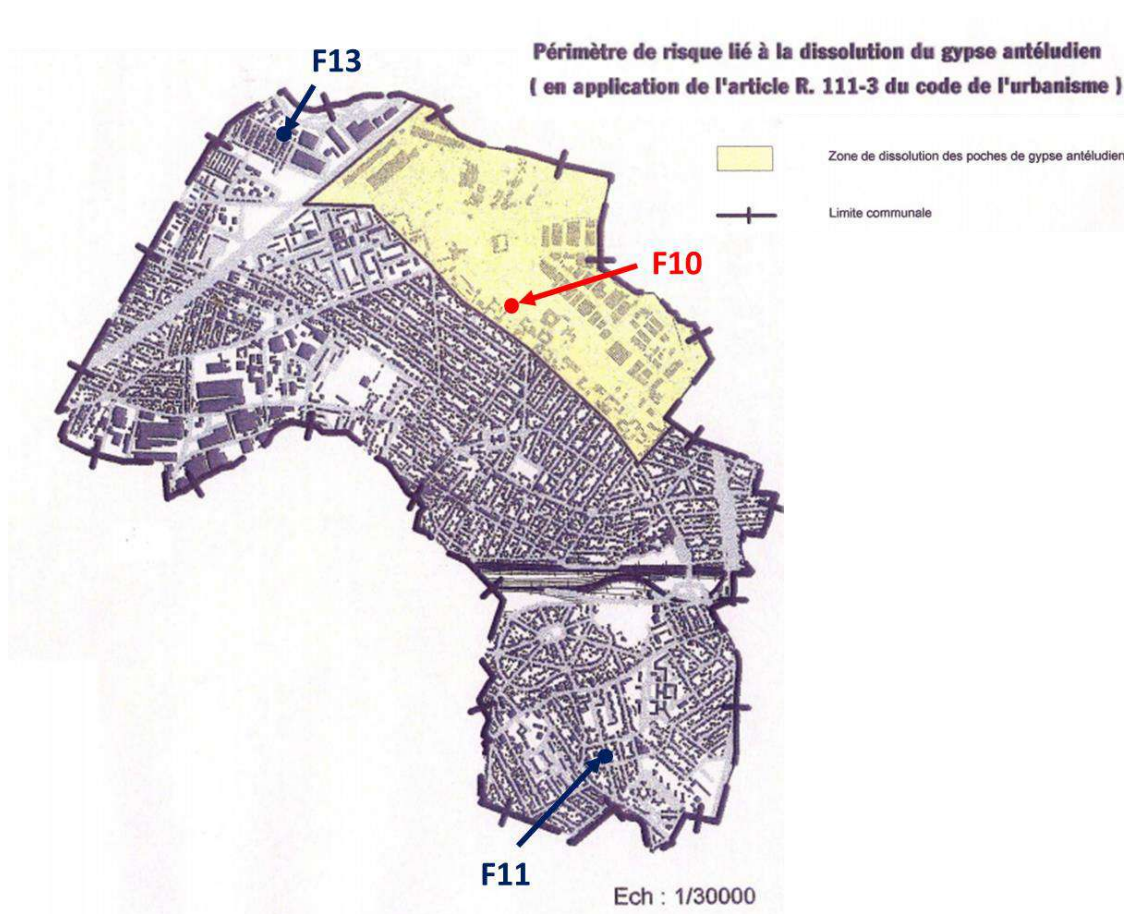 Périmètre de risque lié à la dissolution du gypse antéludien
( en application de l'article R. 111-3 du code de l'urbanisme )
F13
Zone de dissolution des poches de gypse antéludien
Limite communale
F10
F11
Ech : 1/30000